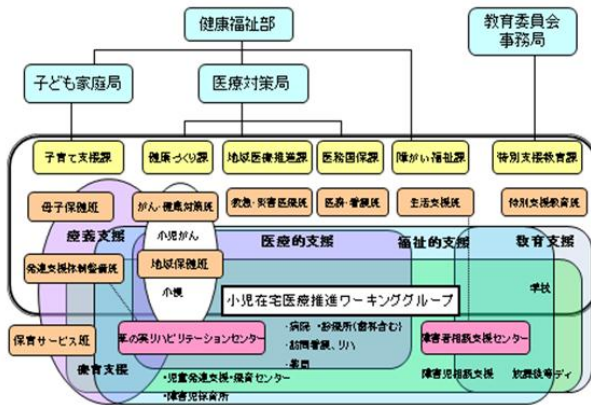 健康福祉部
教育委員会
事務局
子ども家庭局
医療対策局
子育て支援課
健康づくり課
地域医療推進課
医務国保課
障がい福祉課
特別支援教育課
母子保健班
がん・健康対策班
救急・災害医療班
医務・看護班
生活支援班
特別支援教育班
小児がん
療養支援
医療的支援
福祉的支援
教育支援
発達支援体制整備班
地域保健班
小慢
学校
小児在宅医療推進ワーキンググループ
保育サービス班
草の実リハビリテーションセンター
・病院・診療所(歯科含む)
・訪問看護、リハ
・薬局
障害者相談支援センター
療育支援
・児童発達支援・療育センター
障害児相談支援
放課後等デイ
・障害児保育所